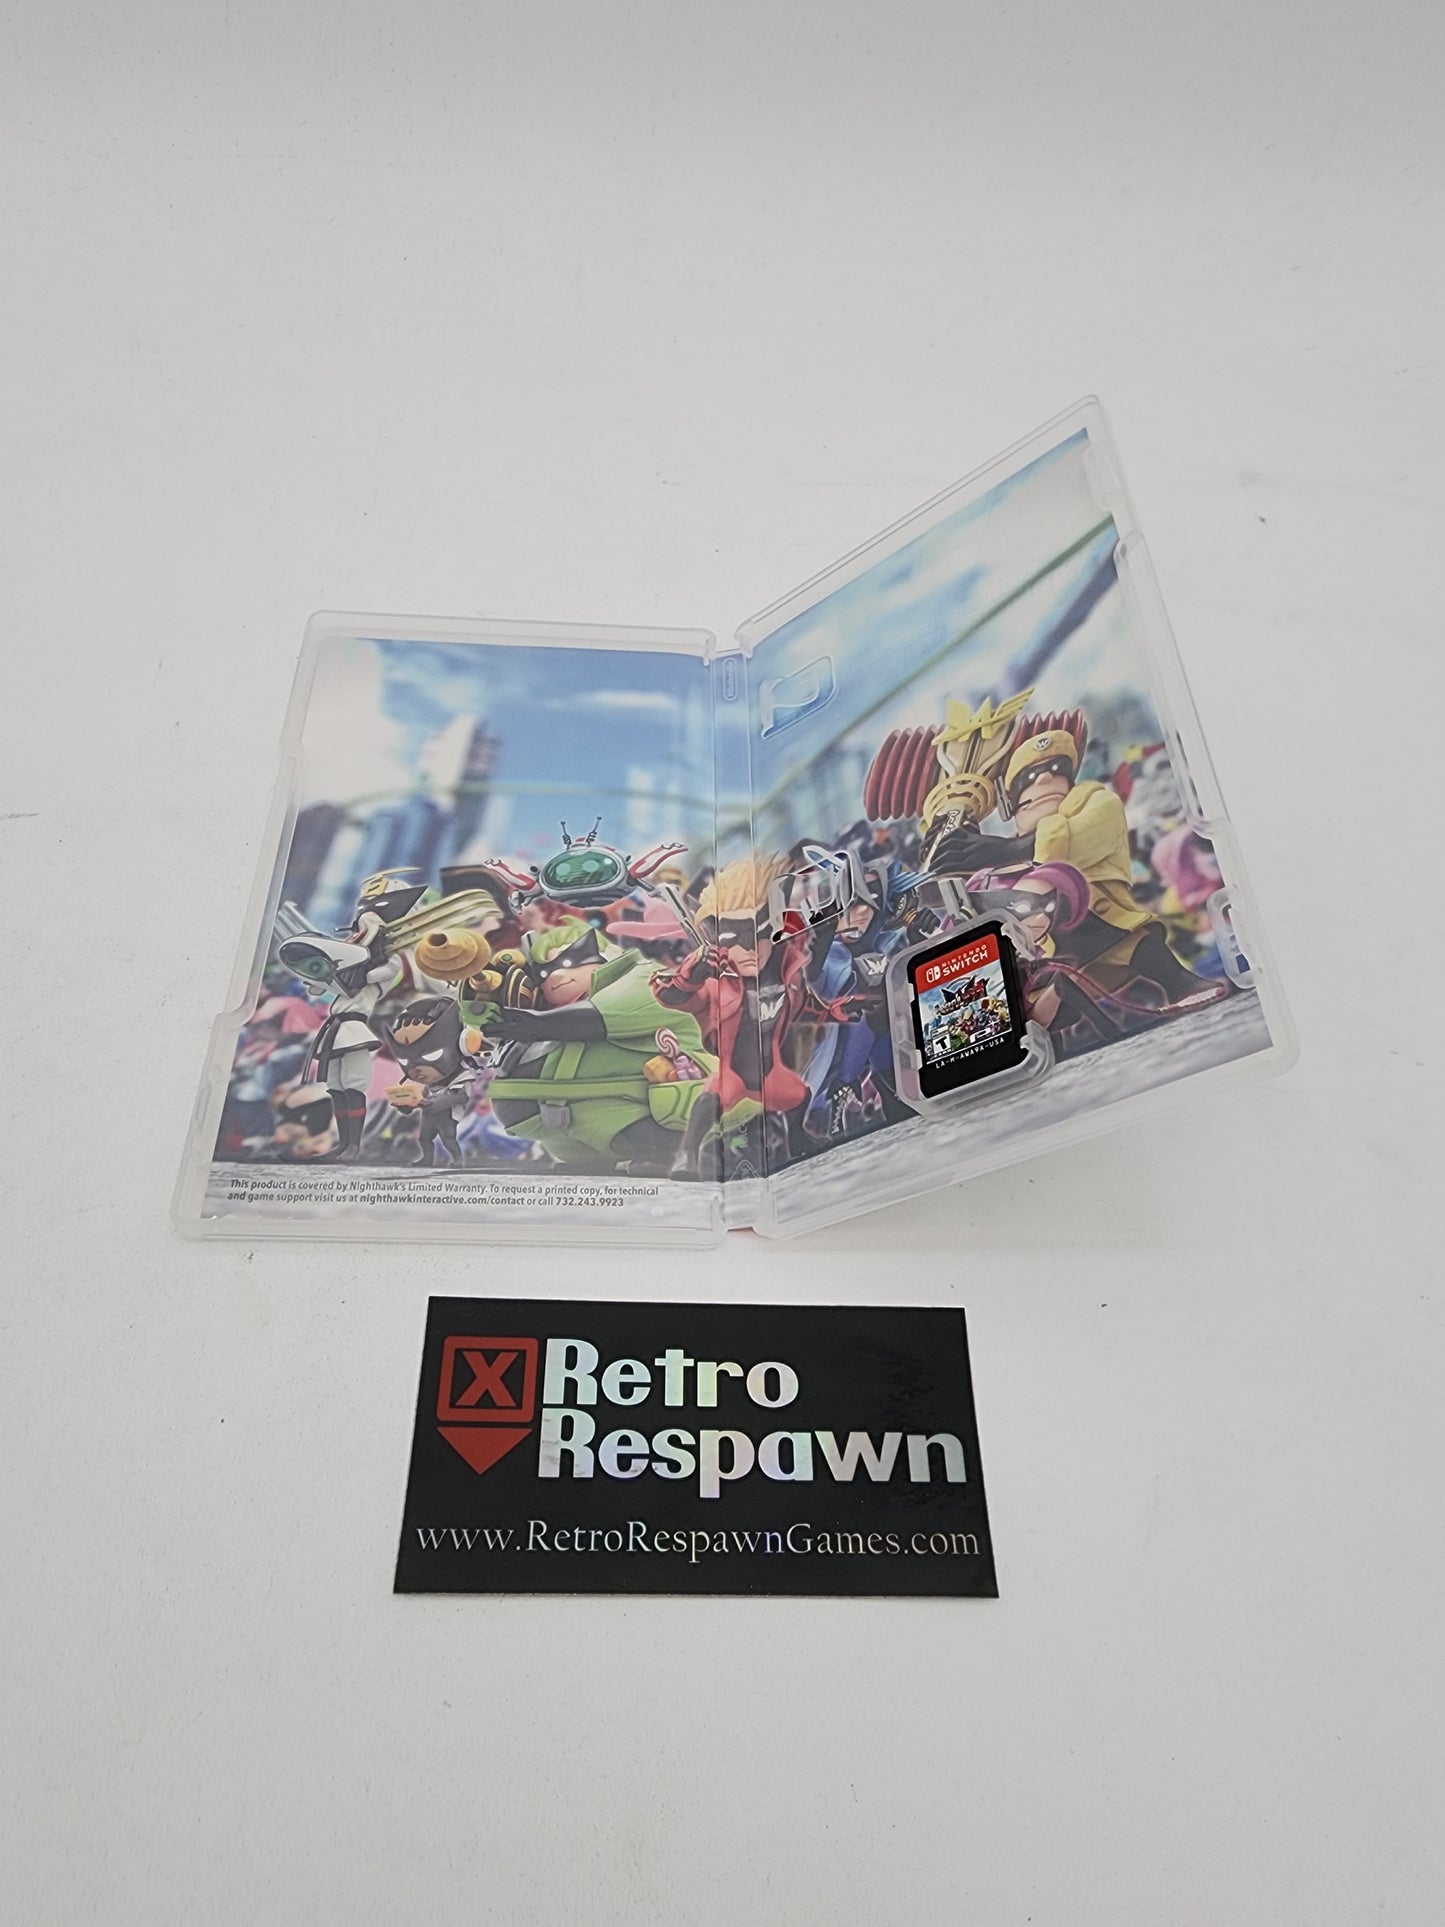 NINTENDO
SWITCH
T
LA-H-AWA9A-USA
This product is covered by Nighthawk's Limited Warranty. To request a printed copy, for technical
and game support visit us at nighthawkinteractive.com/contact or call 732.243.9923
X Retro
Respawn
www.RetroRespawnGames.com